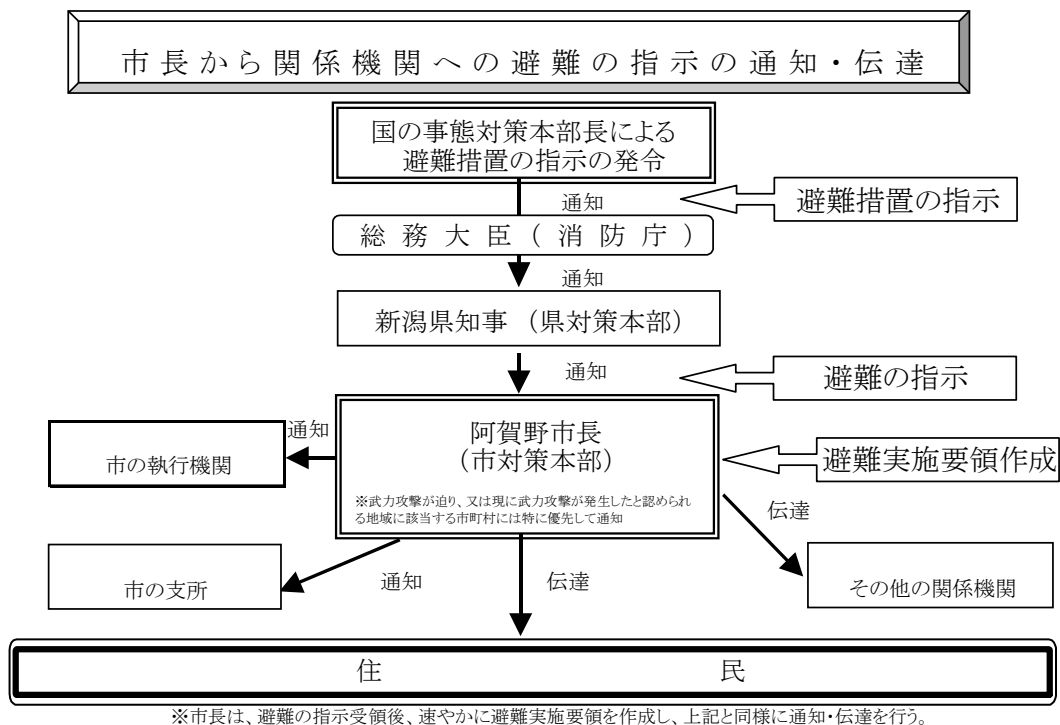 市長から関係機関への避難の指示の通知・伝達
国の事態対策本部長による
避難措置の指示の発令
通知
避難措置の指示
総務大臣(消防庁)
通知
新潟県知事 (県対策本部)
通知
避難の指示
阿賀野市長
(市対策本部)
※武力攻撃が迫り、又は現に武力攻撃が発生したと認められ
る地域に該当する市町村には特に優先して通知
通知
市の執行機関
避難実施要領作成
伝達
市の支所
通知
伝達
その他の関係機関
住 民
※市長は、避難の指示受領後、速やかに避難実施要領を作成し、上記と同様に通知・伝達を行う。